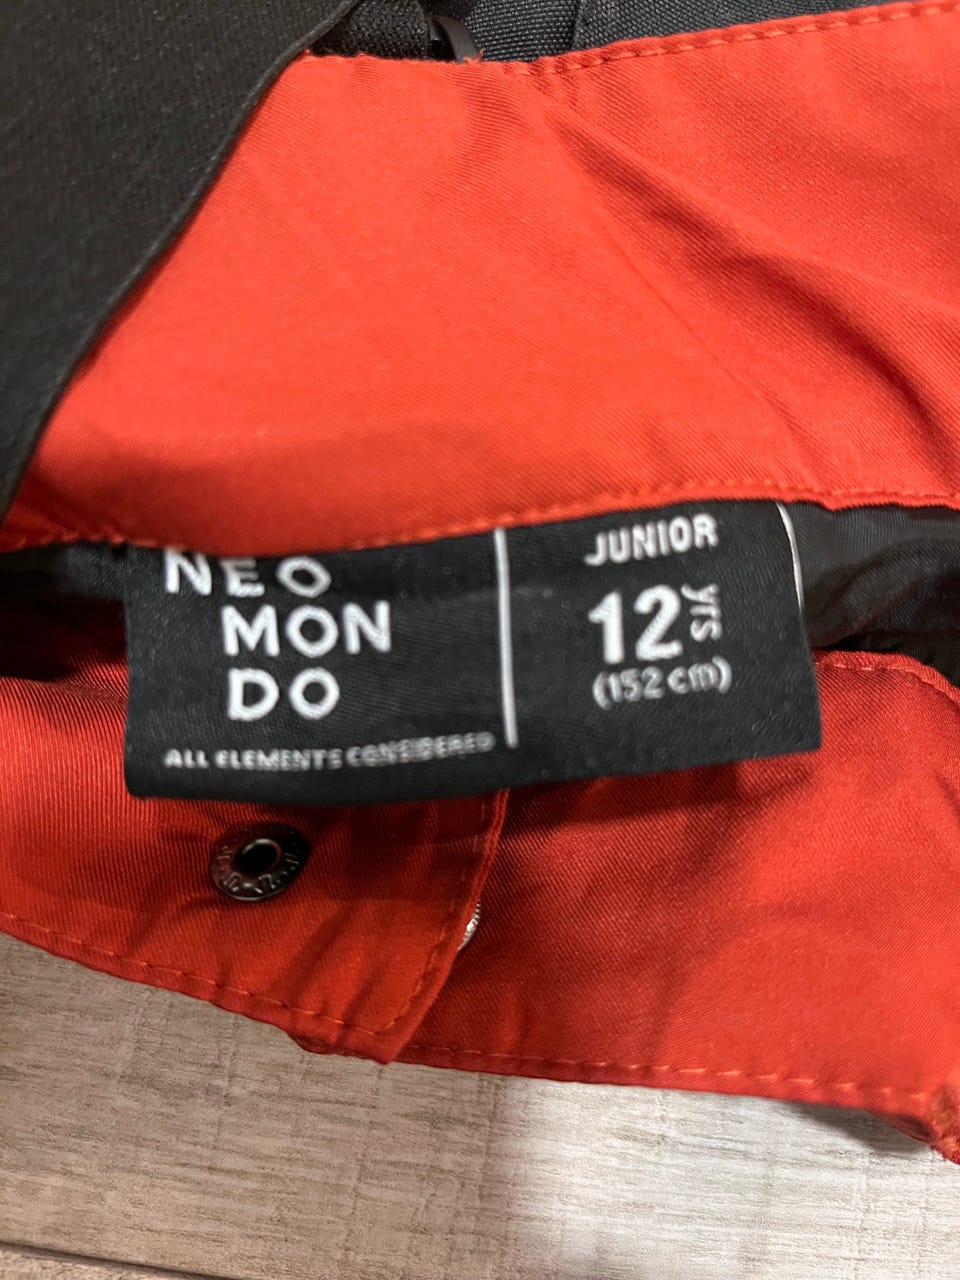 NEO
MON
DO
ALL ELEMENTS CONSIDERED
JUNIOR
12 yrs
(152 cm)